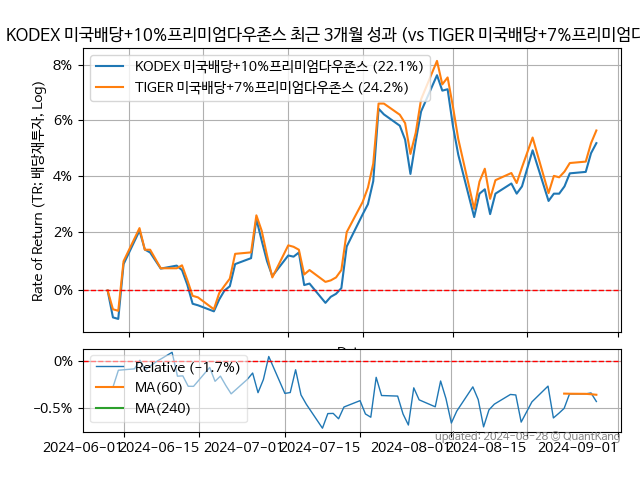 KODEX 미국배당+10%프리미엄다우존스 최근 3개월 성과 (vs TIGER 미국배당+7%프리미엄다
KODEX 미국배당+10%프리미엄다우존스 (22.1%)
TIGER 미국배당+7%프리미엄다우존스 (24.2%)
Rate of Return (TR: 배당재투자, Log)
8%
6%
4%
2%
0%
Relative (−1.7%)
MA(60)
MA(240)
0%
−0.5%
updated: 2024-08-28 © QuantKang
2024-06-01
2024-06-15
2024-07-01
2024-07-15
2024-08-01
2024-08-15
2024-09-01